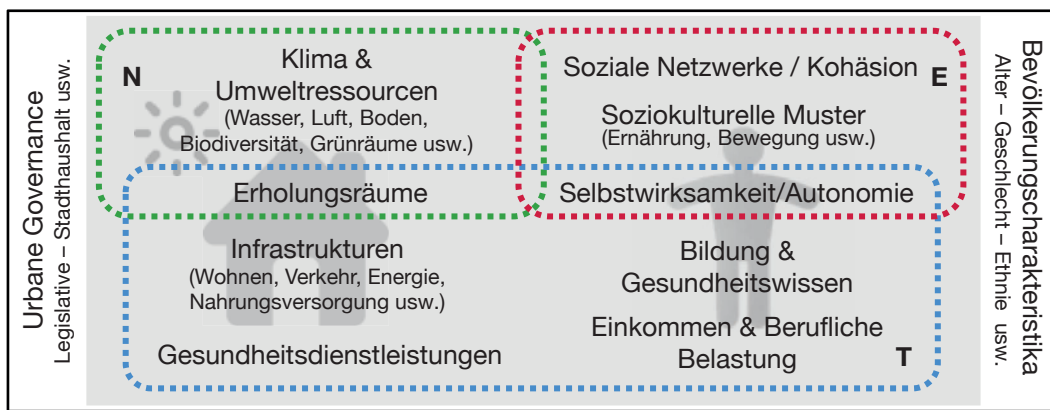 Urbane Governance
Legislative – Stadthaushalt usw.
N
Klima &
Umweltressourcen
(Wasser, Luft, Boden,
Biodiversität, Grünräume usw.)
Erholungsräume
Soziale Netzwerke / Kohäsion
E
Soziokulturelle Muster
(Ernährung, Bewegung usw.)
Selbstwirksamkeit/Autonomie
Infrastrukturen
(Wohnen, Verkehr, Energie,
Nahrungsversorgung usw.)
Gesundheitsdienstleistungen
Bildung &
Gesundheitswissen
Einkommen & Berufliche
Belastung
T
Bevölkerungscharakteristika
Alter – Geschlecht – Ethnie usw.